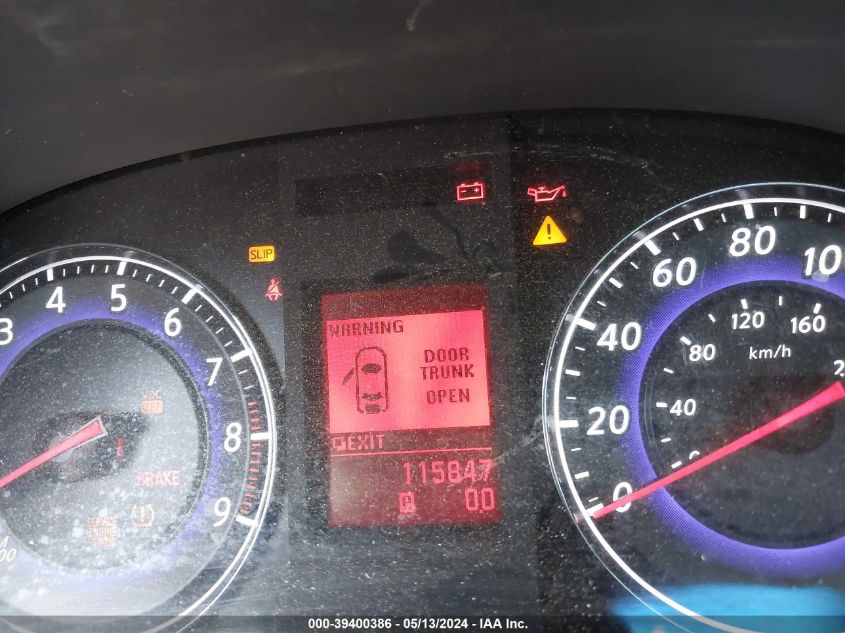 SLIP
WARNING
DOOR
TRUNK
OPEN
EXIT
115847
00
3 4 5 6 7 8 9
VDC
OFF
BRAKE
SERVICE
ENGINE
SOON
0 20 40 60 80
40 80 120 160
km/h
000-39400386 - 05/13/2024 - IAA Inc.